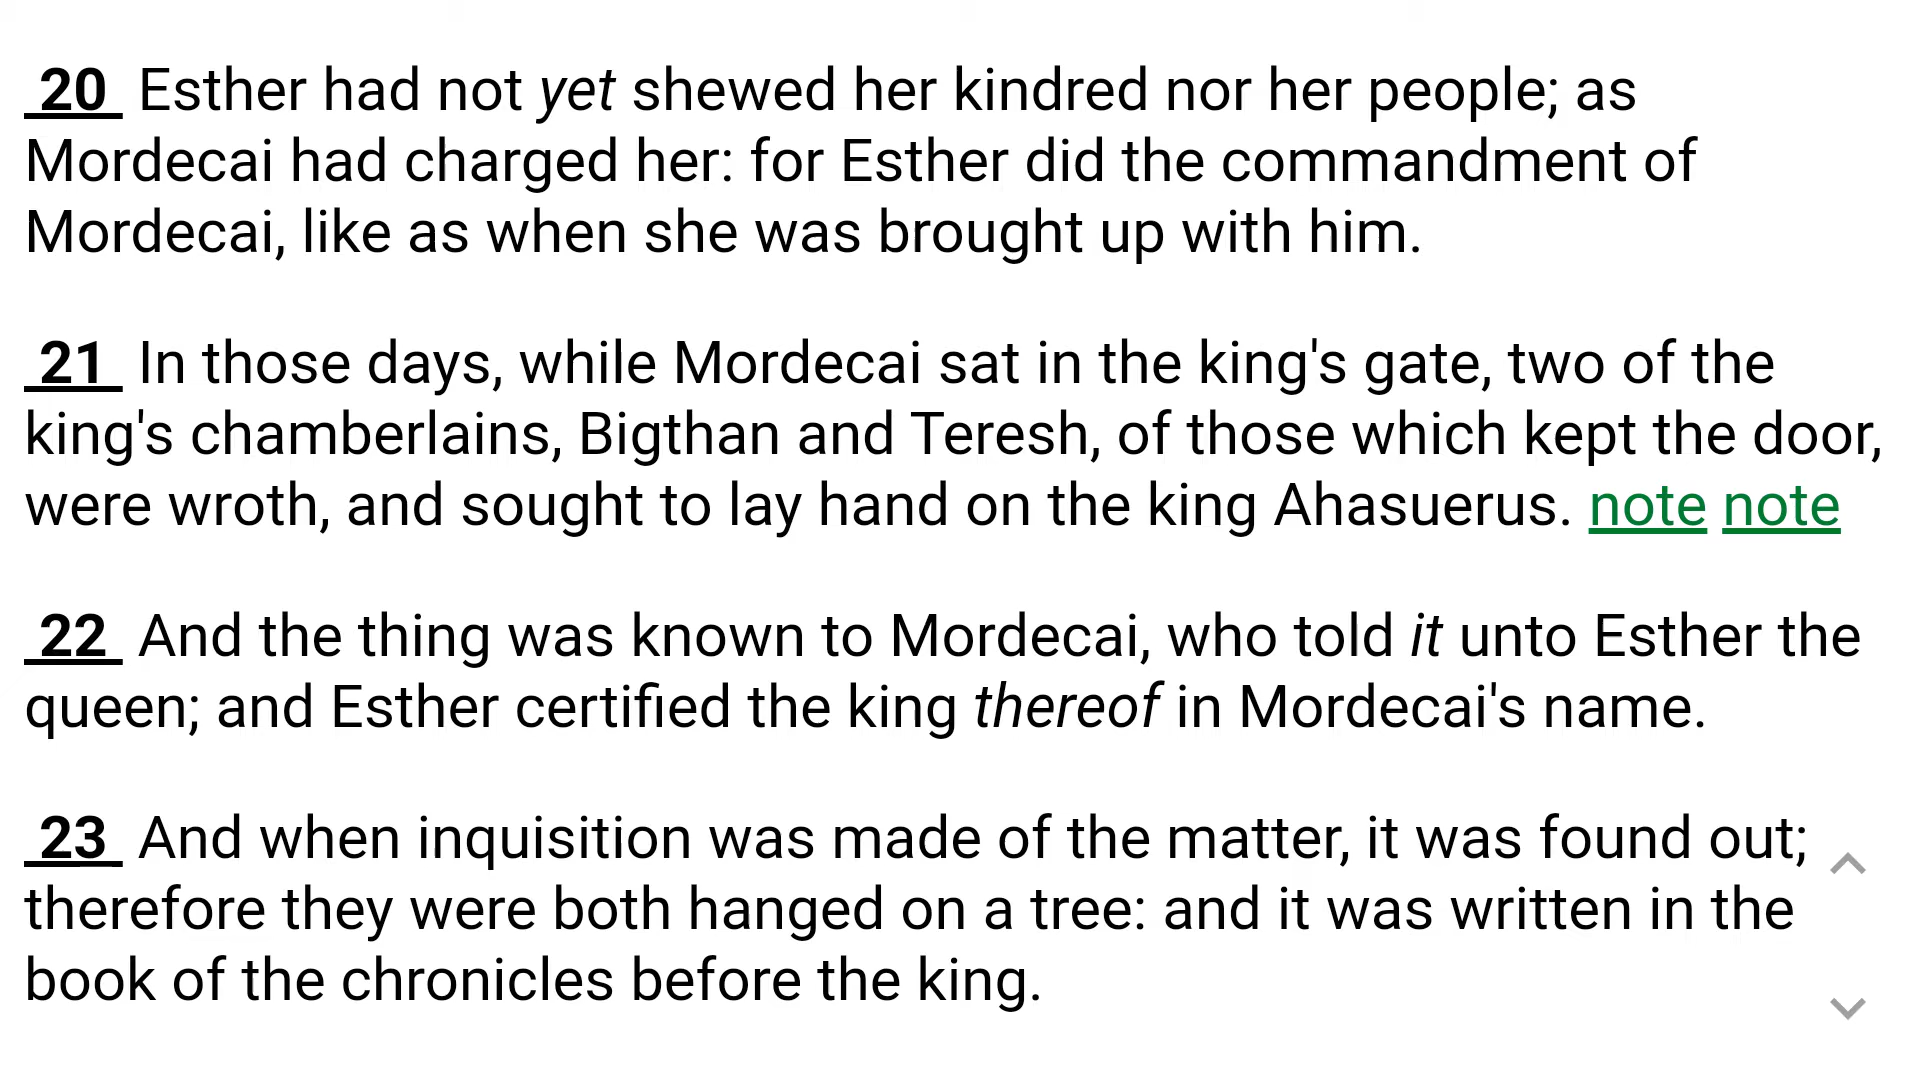 20 Esther had not yet shewed her kindred nor her people; as
Mordecai had charged her: for Esther did the commandment of
Mordecai, like as when she was brought up with him.
21 In those days, while Mordecai sat in the king's gate, two of the
king's chamberlains, Bigthan and Teresh, of those which kept the door,
were wroth, and sought to lay hand on the king Ahasuerus. note note
22 And the thing was known to Mordecai, who told it unto Esther the
queen; and Esther certified the king thereof in Mordecai's name.
23 And when inquisition was made of the matter, it was found out;
therefore they were both hanged on a tree: and it was written in the
book of the chronicles before the king.